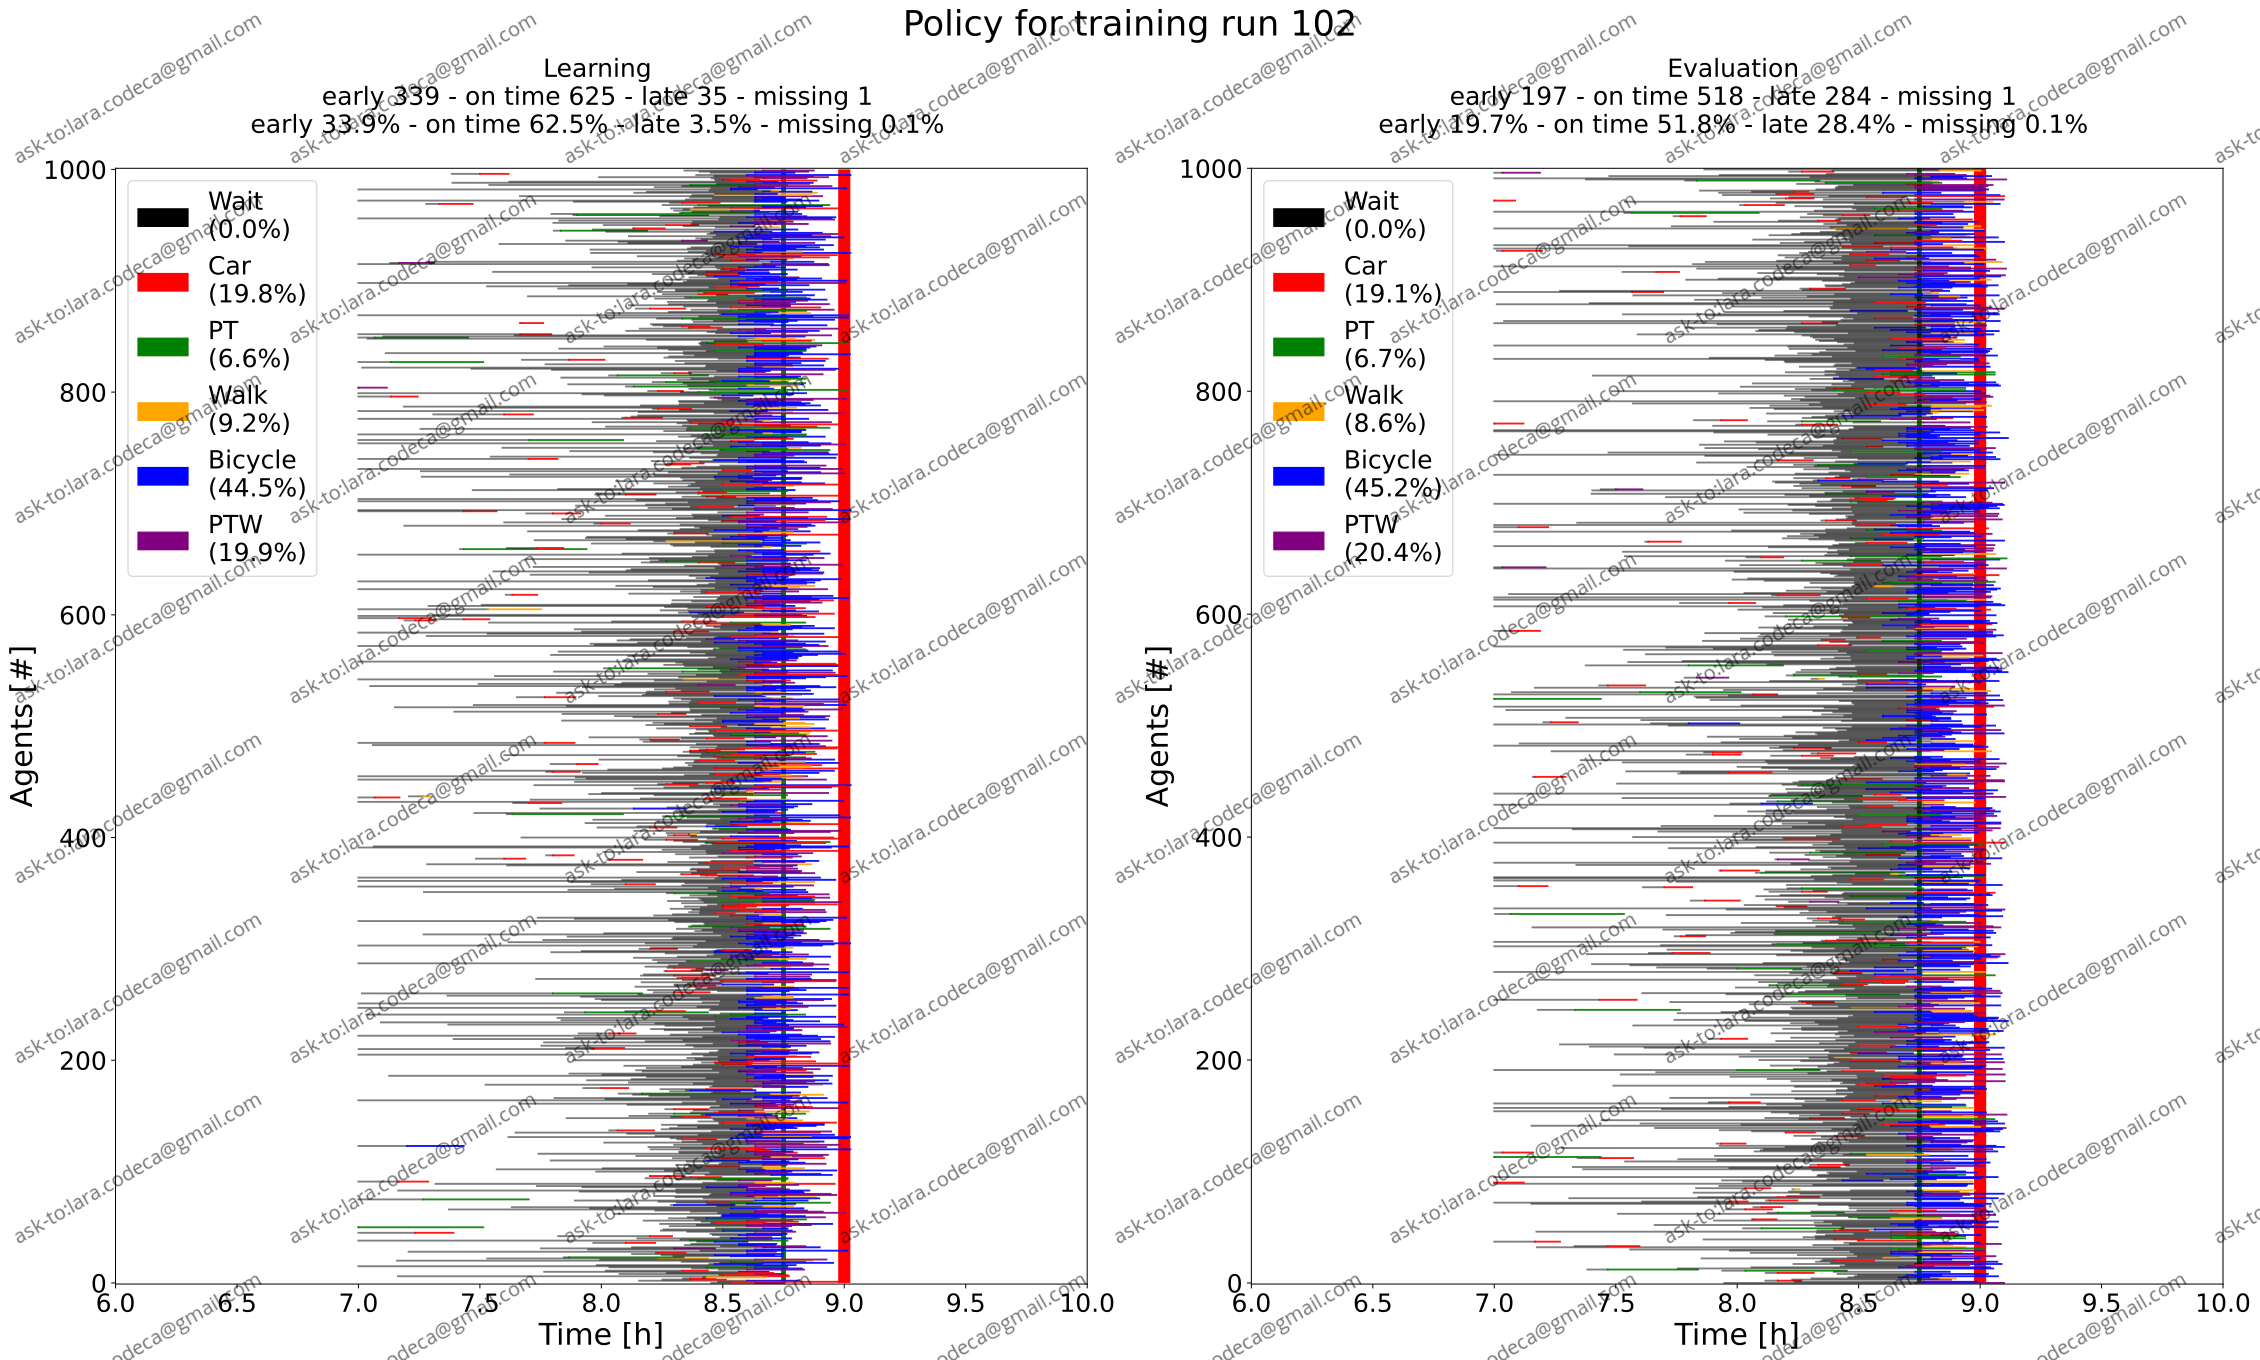 Policy for training run 102
Learning
early 339 - on time 625 - late 35 - missing 1
early 33.9% - on time 62.5% - late 3.5% - missing 0.1%
Evaluation
early 197 - on time 518 - late 284 - missing 1
early 19.7% - on time 51.8% - late 28.4% - missing 0.1%
Agents [#]
1000
800
600
400
200
0
Wait
(0.0%)
Car
(19.8%)
PT
(6.6%)
Walk
(9.2%)
Bicycle
(44.5%)
PTW
(19.9%)
6.0 6.5 7.0 7.5 8.0 8.5 9.0 9.5 10.0
Time [h]
Agents [#]
1000
800
600
400
200
0
Wait
(0.0%)
Car
(19.1%)
PT
(6.7%)
Walk
(8.6%)
Bicycle
(45.2%)
PTW
(20.4%)
6.0 6.5 7.0 7.5 8.0 8.5 9.0 9.5 10.0
Time [h]
ask-to:lara.codeca@gmail.com